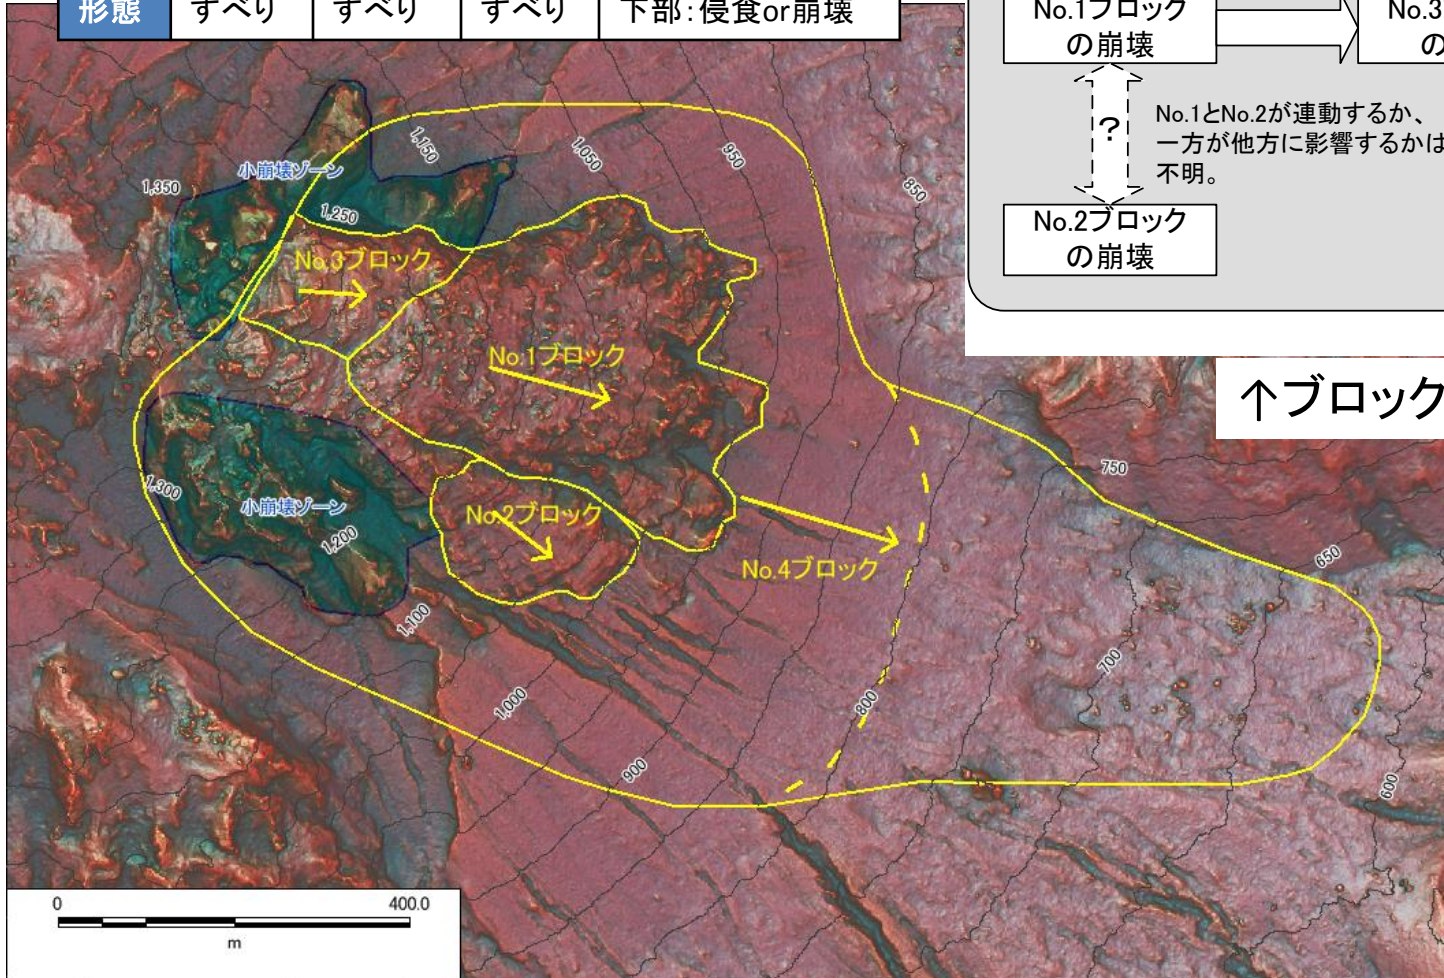 形態 すべり すべり すべり 下部：侵食or崩壊
No.1ブロック
の崩壊
No.3
の
?
No.1とNo.2が連動するか、
一方が他方に影響するかは
不明。
No.2ブロック
の崩壊
↑ブロック
小崩壊ゾーン
1,350
1,250
1,150
1,050
950
850
No.3ブロック
No.1ブロック
No.2ブロック
No.4ブロック
小崩壊ゾーン
1,300
1,200
1,100
1,000
900
800
750
700
650
600
0 400.0
m